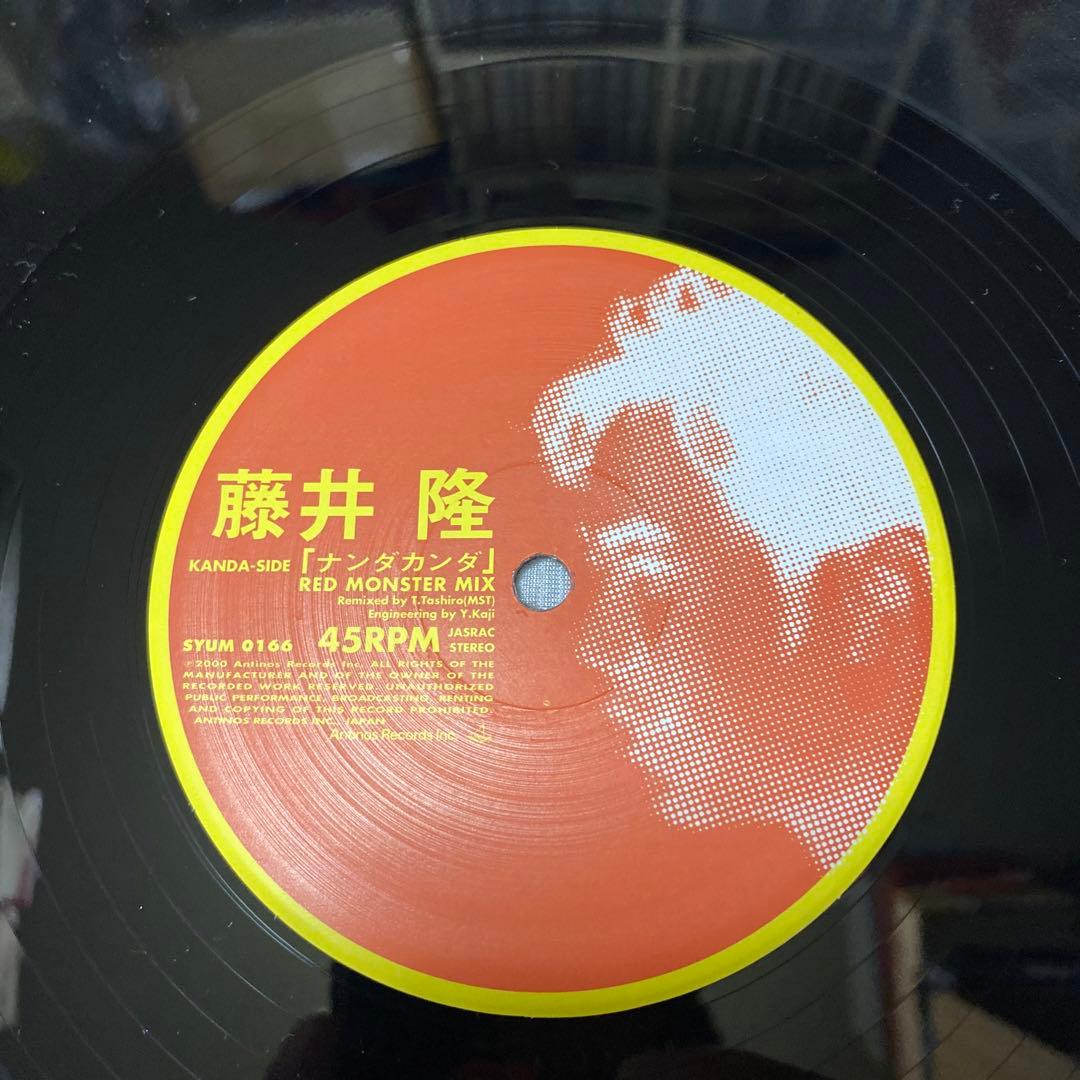 藤井 隆
KANDA-SIDE「ナンダカンダ」
RED MONSTER MIX
Remixed by T.Tashiro(MST)
Engineering by Y.Kaji
SYUM 0166 45RPM JASRAC STEREO
℗2000 Antinos Records Inc. ALL RIGHTS OF THE
MANUFACTURER AND OF THE OWNER OF THE
RECORDED WORK RESERVED. UNAUTHORIZED
PUBLIC PERFORMANCE, BROADCASTING, RENTING
AND COPYING OF THIS RECORD PROHIBITED.
ANTINOS RECORDS INC. JAPAN
Antinos Records Inc.